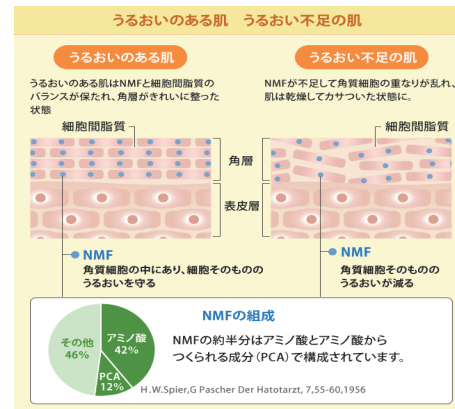 うるおいのある肌 うるおい不足の肌
うるおいのある肌
うるおいのある肌はNMFと細胞間脂質の
バランスが保たれ、角層がきれいに整った
状態
細胞間脂質
うるおい不足の肌
NMFが不足して角質細胞の重なりが乱れ、
肌は乾燥してカサついた状態に。
細胞間脂質
角層
表皮層
NMF
角質細胞の中にあり、細胞そのものの
うるおいを守る
NMF
角質細胞そのものの
うるおいが減る
NMFの組成
その他
46%
アミノ酸
42%
PCA
12%
NMFの約半分はアミノ酸とアミノ酸から
つくられる成分(PCA)で構成されています。
H.W.Spier,G Pascher Der Hatotarzt, 7,55-60,1956